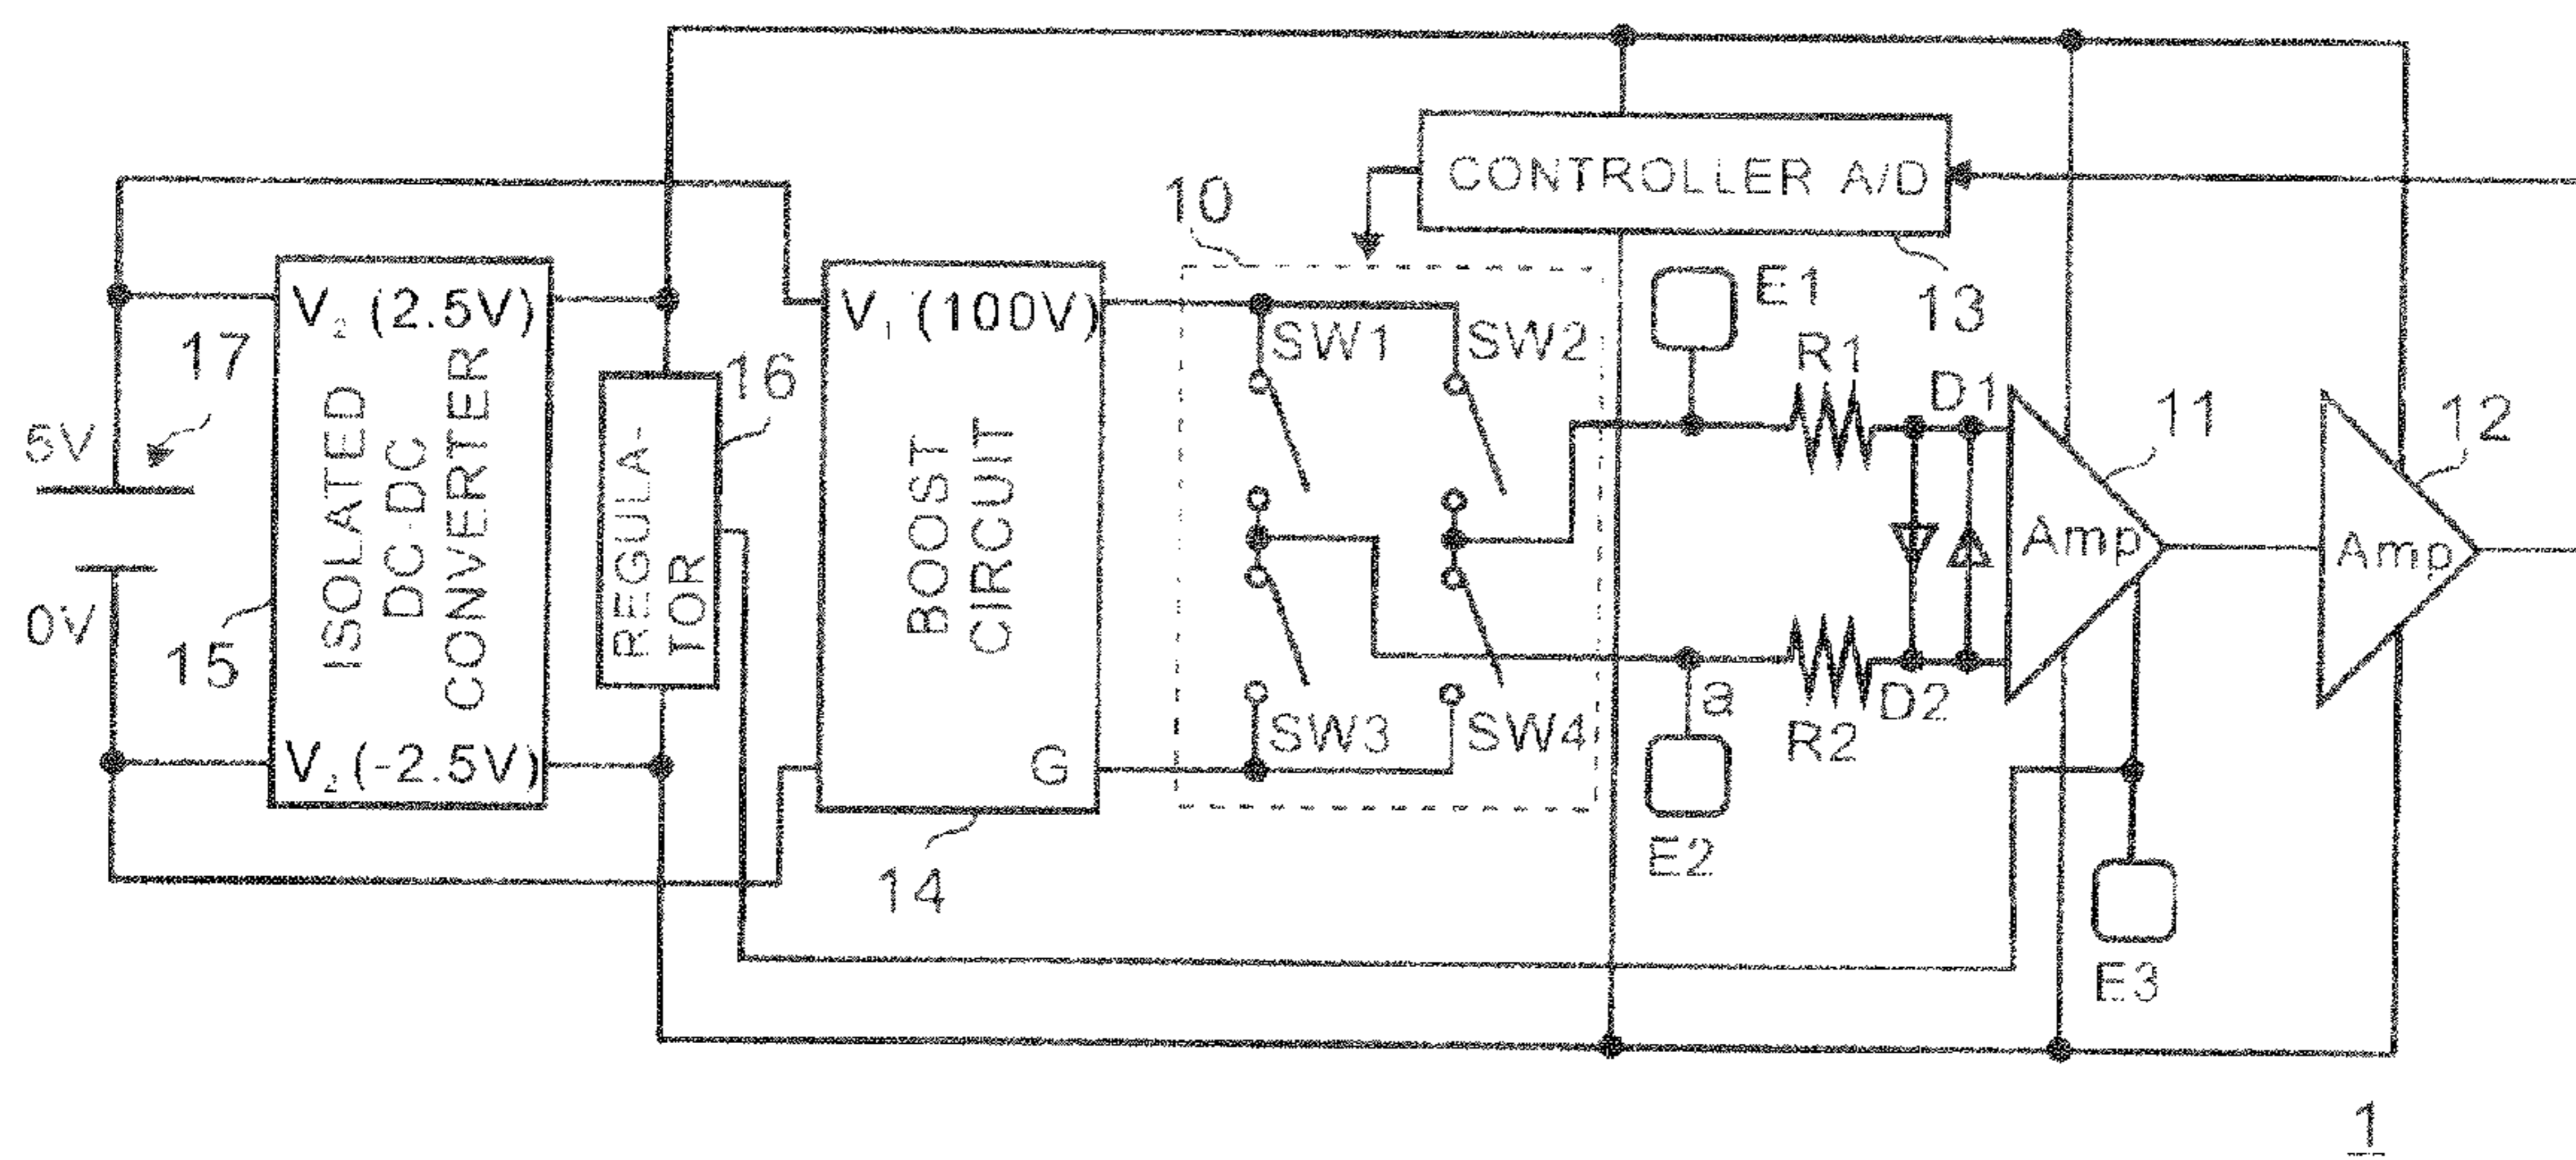 CONTROLLER A/D
10
13
E1
V2 (2.5V)
V1 (100V)
SW1
SW2
R1
D1
11
12
17
16
5V
ISOLATED
DC-DC
CONVERTER
REGULA-
TOR
BOOST
CIRCUIT
Amp
Amp
0V
15
a
D2
R2
SW3
SW4
V2 (-2.5V)
G
E2
14
E3
1